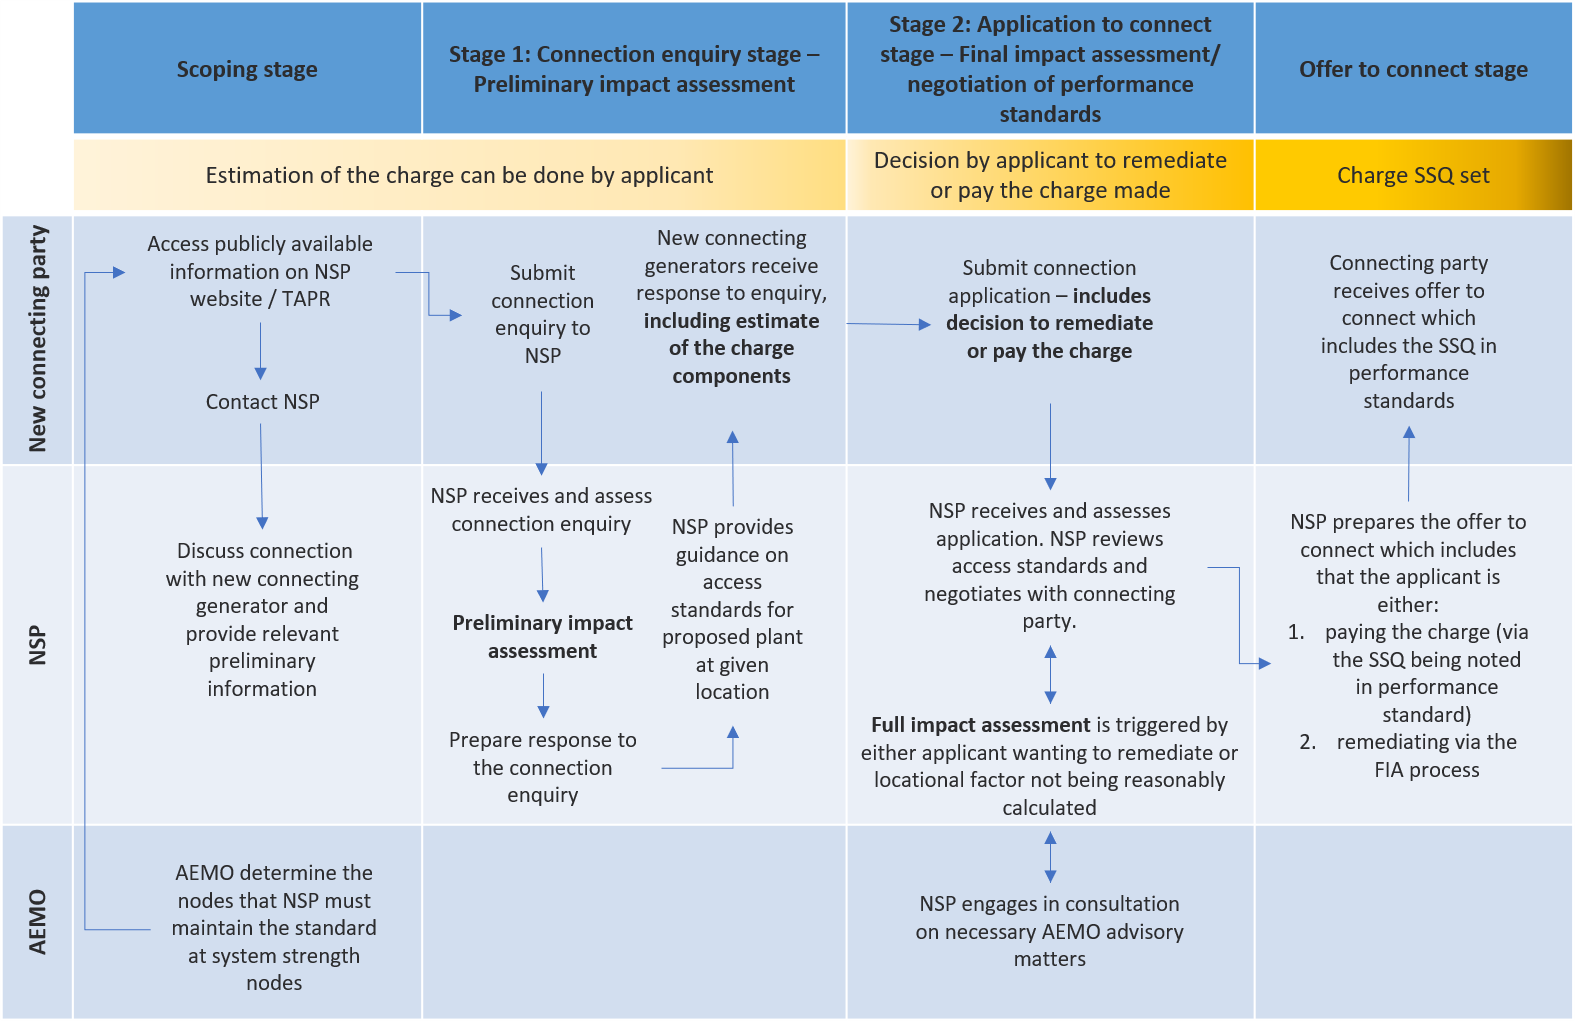 Scoping stage
Stage 1: Connection enquiry stage –
Preliminary impact assessment
Stage 2: Application to connect
stage – Final impact assessment/
negotiation of performance
standards
Offer to connect stage
Estimation of the charge can be done by applicant
Decision by applicant to remediate
or pay the charge made
Charge SSQ set
New connecting party
Access publicly available
information on NSP
website / TAPR
Contact NSP
Submit
connection
enquiry to
NSP
New connecting
generators receive
response to enquiry,
including estimate
of the charge
components
Submit connection
application – includes
decision to remediate
or pay the charge
Connecting party
receives offer to
connect which
includes the SSQ in
performance
standards
NSP
Discuss connection
with new connecting
generator and
provide relevant
preliminary
information
NSP receives and assess
connection enquiry
Preliminary impact
assessment
Prepare response to
the connection
enquiry
NSP provides
guidance on
access
standards for
proposed plant
at given
location
NSP receives and assesses
application. NSP reviews
access standards and
negotiates with connecting
party.
Full impact assessment is triggered by
either applicant wanting to remediate or
locational factor not being reasonably
calculated
NSP prepares the offer to
connect which includes
that the applicant is
either:
1. paying the charge (via
the SSQ being noted
in performance
standard)
2. remediating via the
FIA process
AEMO
AEMO determine the
nodes that NSP must
maintain the standard
at system strength
nodes
NSP engages in consultation
on necessary AEMO advisory
matters